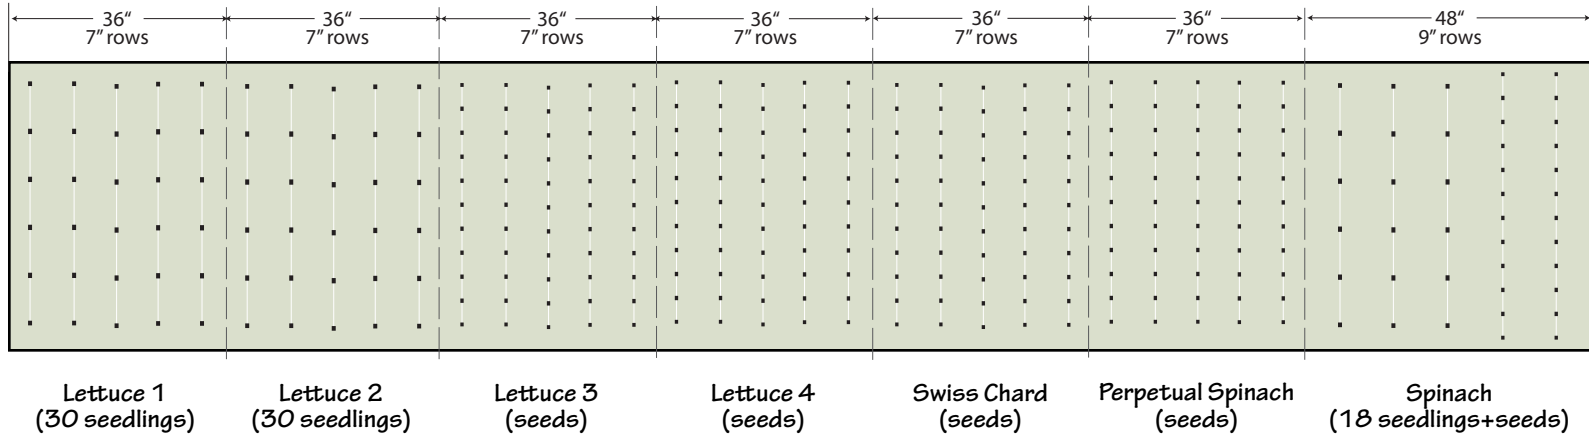 36“ 36“ 36“ 36“ 36“ 36“ 48“
7” rows 7” rows 7” rows 7” rows 7” rows 7” rows 9” rows
Lettuce 1 Lettuce 2 Lettuce 3 Lettuce 4 Swiss Chard Perpetual Spinach Spinach
(30 seedlings) (30 seedlings) (seeds) (seeds) (seeds) (seeds) (18 seedlings+seeds)